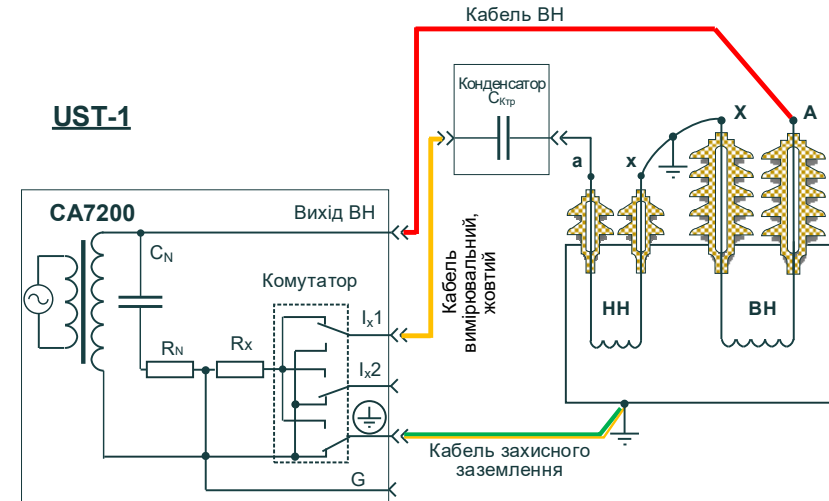 Кабель ВН
UST-1
Конденсатор
CКтр
X
A
a
x
CA7200
Вихід ВН
CN
Комутатор
Кабель
вимірювальний,
жовтий
НН
ВН
Ix1
RN
Rx
Ix2
Кабель захисного
заземлення
G